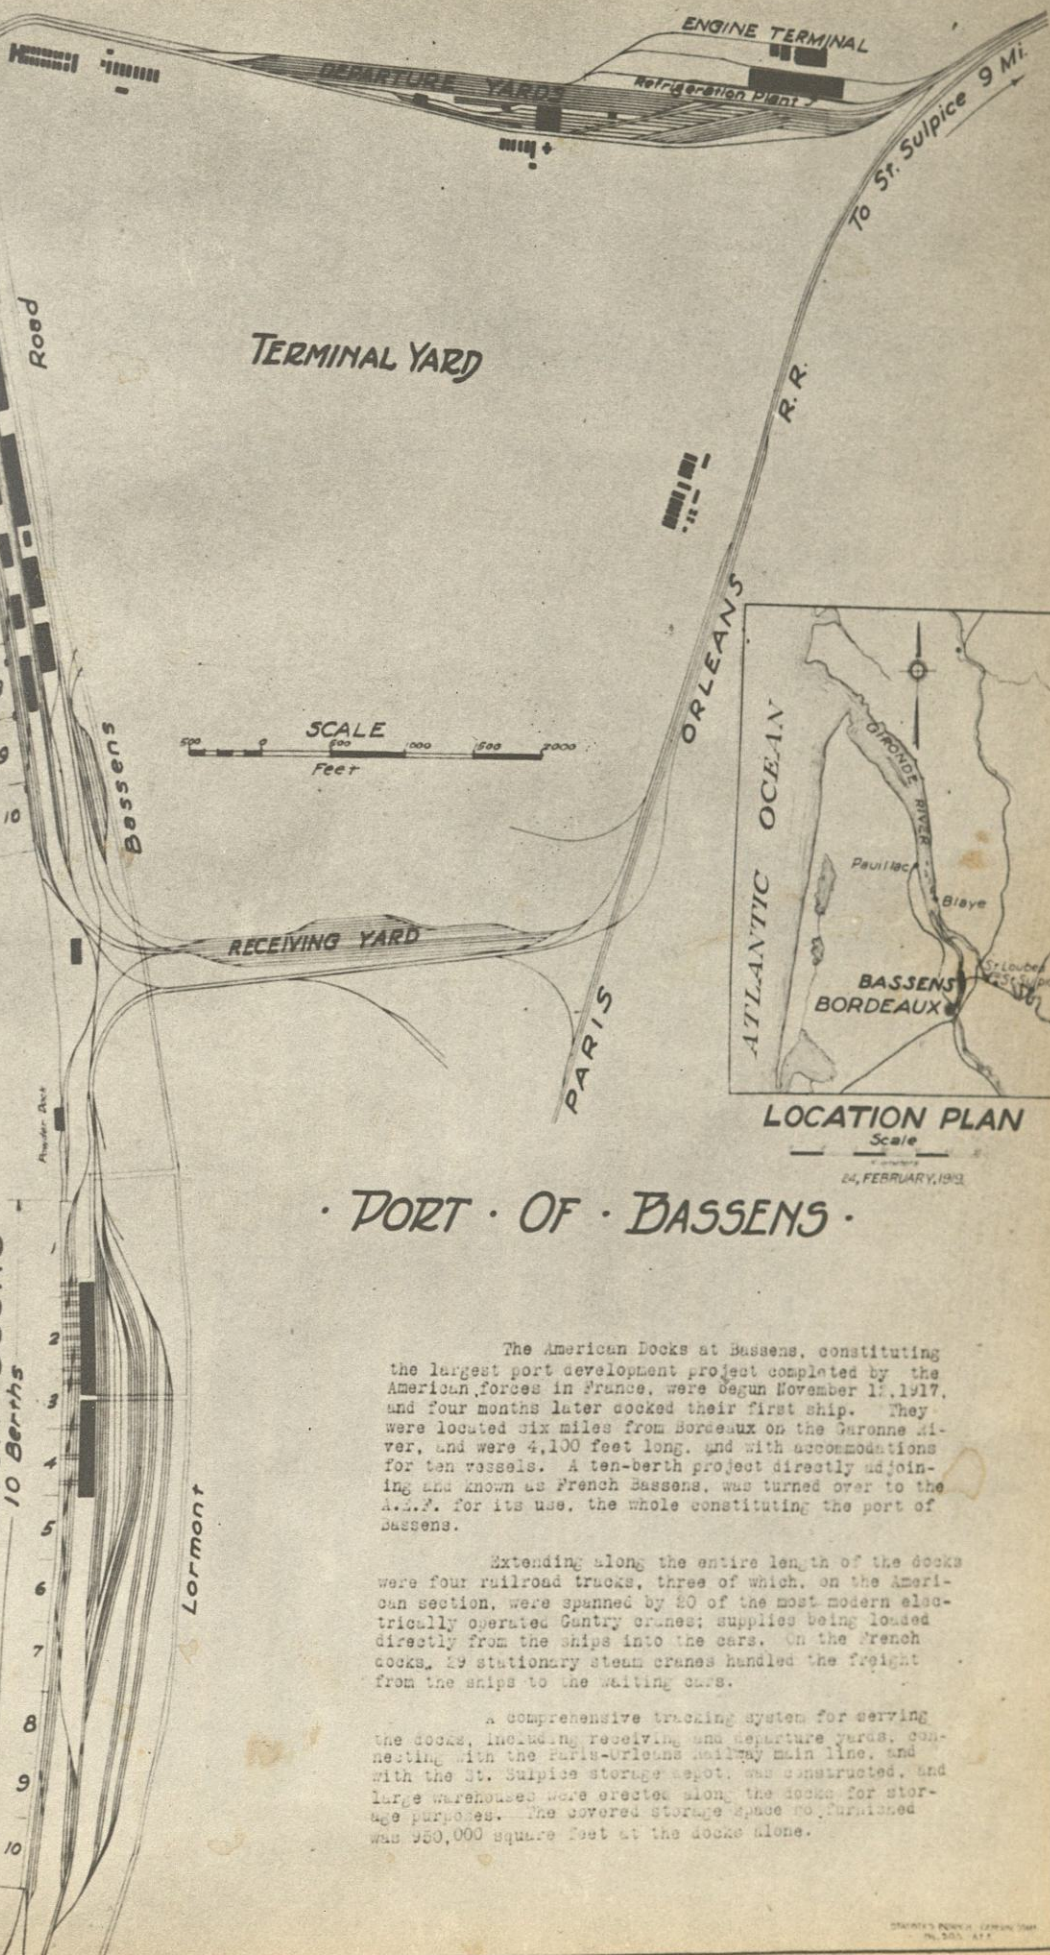 ENGINE TERMINAL
DEPARTURE YARDS
Refrigeration Plant
To St. Sulpice 9 Mi.
Road
TERMINAL YARD
R.R.
ORLEANS
PARIS
SCALE
500 0 500 1000 1500 2000
Feet
Bassens
9
10
RECEIVING YARD
Powder Dock
ATLANTIC OCEAN
GIRONDE RIVER
Pauillac
Blaye
St. Loubes
St. Sulpice
BASSENS
BORDEAUX
LOCATION PLAN
Scale
24, FEBRUARY, 1919.
· PORT · OF · BASSENS ·
10 Berths
1
2
3
4
5
6
7
8
9
10
Lormont
The American Docks at Bassens, constituting
the largest port development project completed by the
American forces in France, were begun November 12, 1917,
and four months later docked their first ship. They
were located six miles from Bordeaux on the Garonne Ri-
ver, and were 4,100 feet long, and with accommodations
for ten vessels. A ten-berth project directly adjoin-
ing and known as French Bassens, was turned over to the
A.E.F. for its use, the whole constituting the port of
Bassens.
Extending along the entire length of the docks
were four railroad tracks, three of which, on the Ameri-
can section, were spanned by 20 of the most modern elec-
trically operated Gantry cranes; supplies being loaded
directly from the ships into the cars. On the French
docks, 29 stationary steam cranes handled the freight
from the ships to the waiting cars.
A comprehensive tracking system for serving
the docks, including receiving and departure yards, con-
necting with the Paris-Orleans Railway main line, and
with the St. Sulpice storage depot, was constructed, and
large warehouses were erected along the docks for stor-
age purposes. The covered storage space so furnished
was 950,000 square feet at the docks alone.